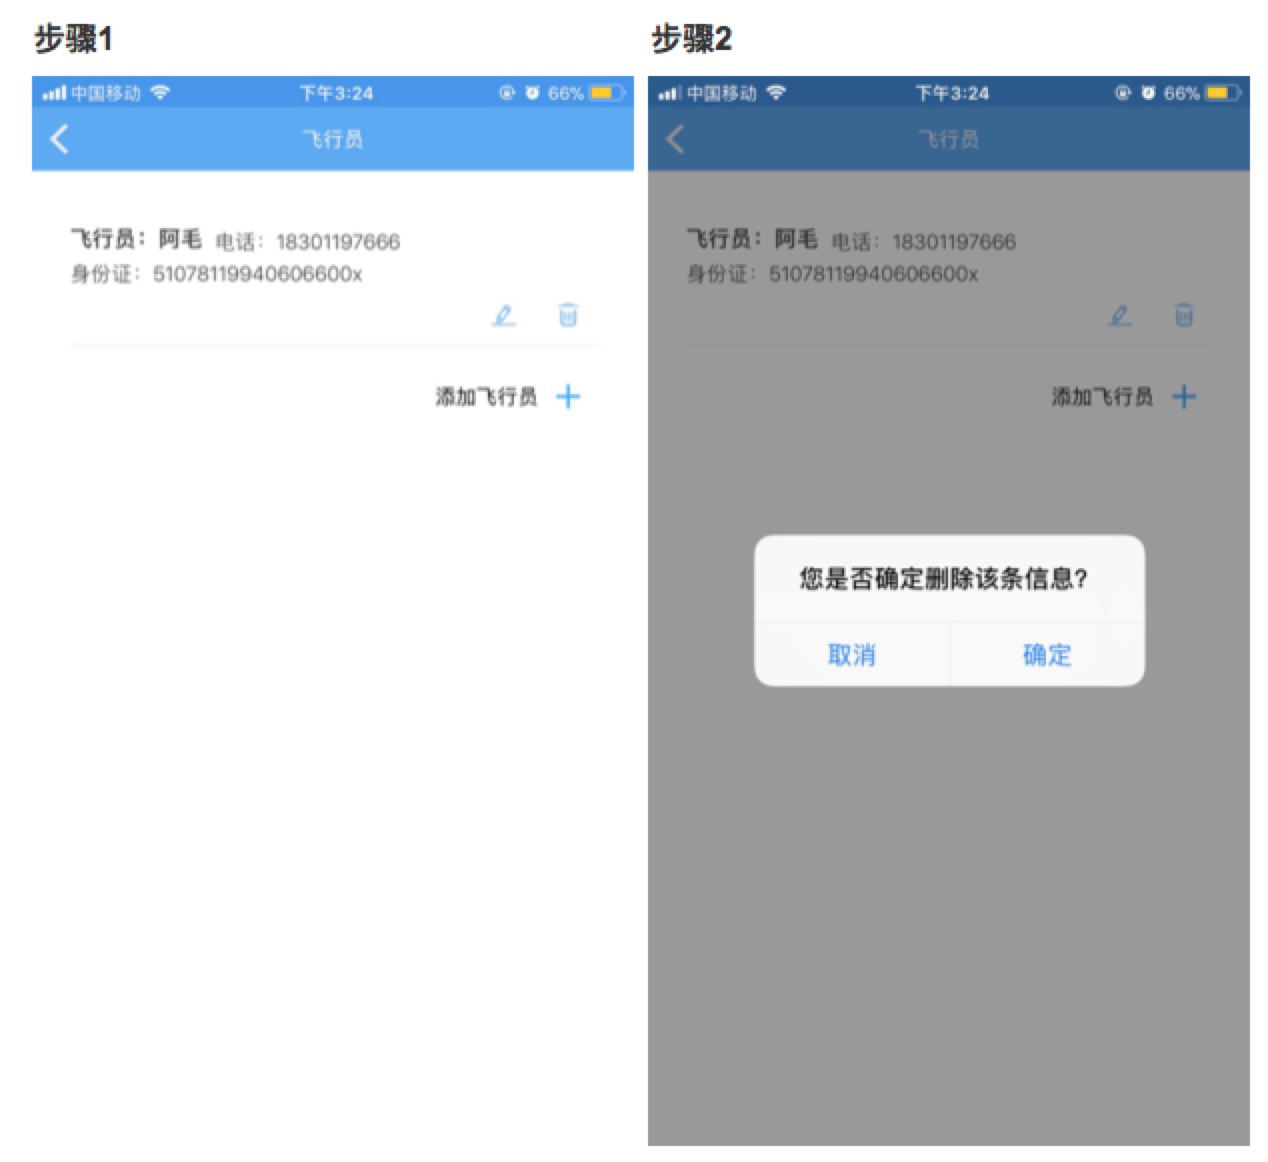 步骤1
中国移动 下午3:24 66%
飞行员
飞行员：阿毛 电话：18301197666
身份证：51078119940606600x
添加飞行员
步骤2
中国移动 下午3:24 66%
飞行员
飞行员：阿毛 电话：18301197666
身份证：51078119940606600x
添加飞行员
您是否确定删除该条信息?
取消 确定